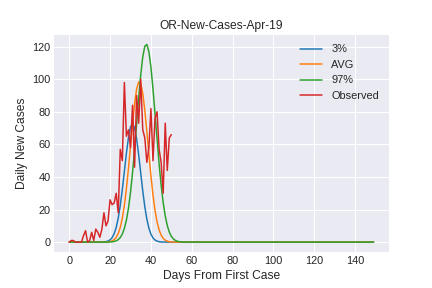 OR-New-Cases-Apr-19
120
100
80
60
40
20
0
Daily New Cases
3%
AVG
97%
Observed
0 20 40 60 80 100 120 140
Days From First Case